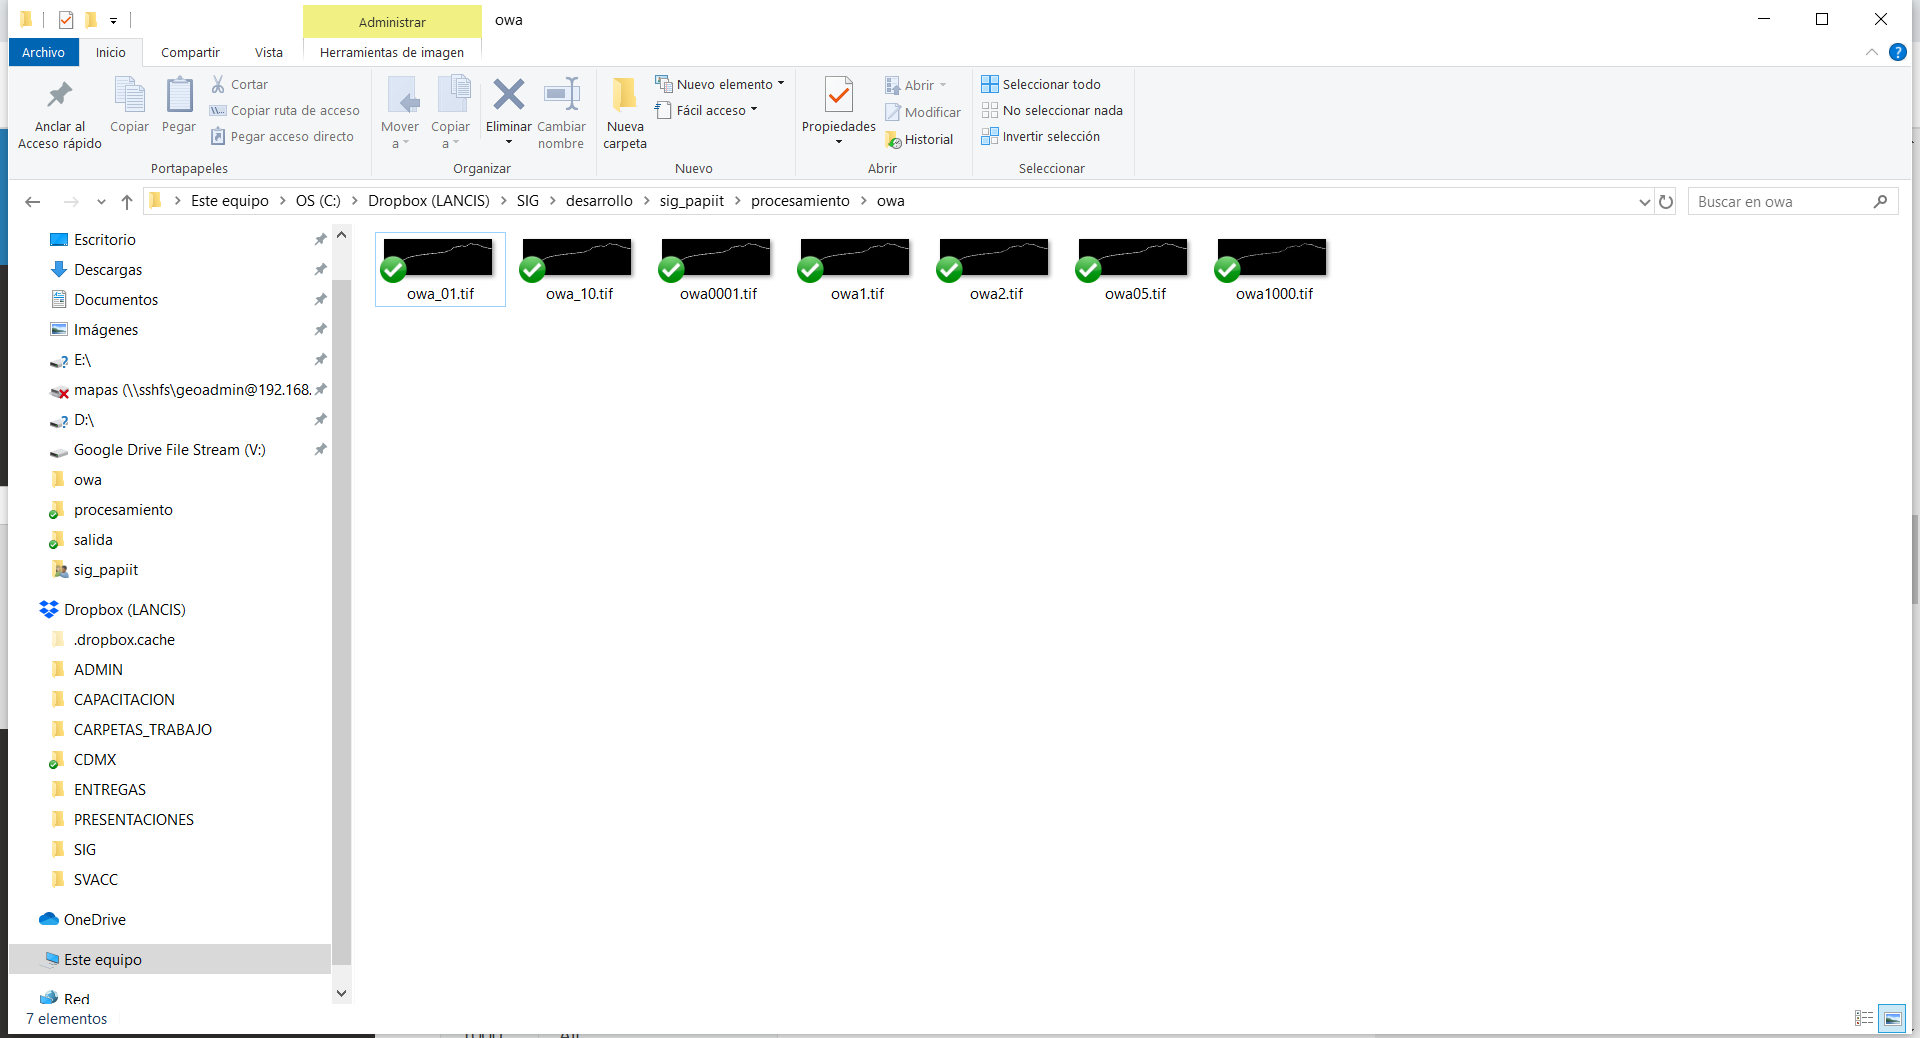 Administrar
owa
Archivo
Inicio
Compartir
Vista
Herramientas de imagen
Anclar al
Acceso rápido
Copiar
Pegar
Cortar
Copiar ruta de acceso
Pegar acceso directo
Portapapeles
Mover
a
Copiar
a
Eliminar
Cambiar
nombre
Organizar
Nueva
carpeta
Nuevo elemento
Fácil acceso
Nuevo
Propiedades
Abrir
Modificar
Historial
Abrir
Seleccionar todo
No seleccionar nada
Invertir selección
Seleccionar
Este equipo > OS (C:) > Dropbox (LANCIS) > SIG > desarrollo > sig_papiit > procesamiento > owa
Buscar en owa
Escritorio
Descargas
Documentos
Imágenes
E:\
mapas (\\sshfs\geoadmin@192.168.
D:\
Google Drive File Stream (V:)
owa
procesamiento
salida
sig_papiit
Dropbox (LANCIS)
.dropbox.cache
ADMIN
CAPACITACION
CARPETAS_TRABAJO
CDMX
ENTREGAS
PRESENTACIONES
SIG
SVACC
OneDrive
Este equipo
Red
owa_01.tif
owa_10.tif
owa0001.tif
owa1.tif
owa2.tif
owa05.tif
owa1000.tif
7 elementos